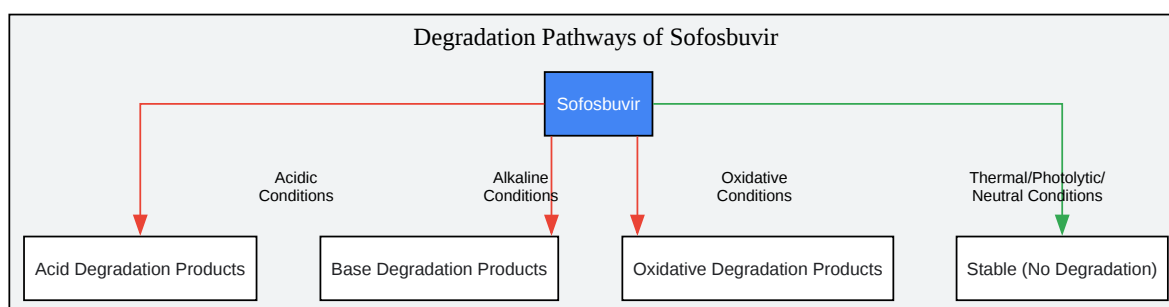 Degradation Pathways of Sofosbuvir
Sofosbuvir
Acidic
Conditions
Alkaline
Conditions
Oxidative
Conditions
Thermal/Photolytic/
Neutral Conditions
Acid Degradation Products
Base Degradation Products
Oxidative Degradation Products
Stable (No Degradation)